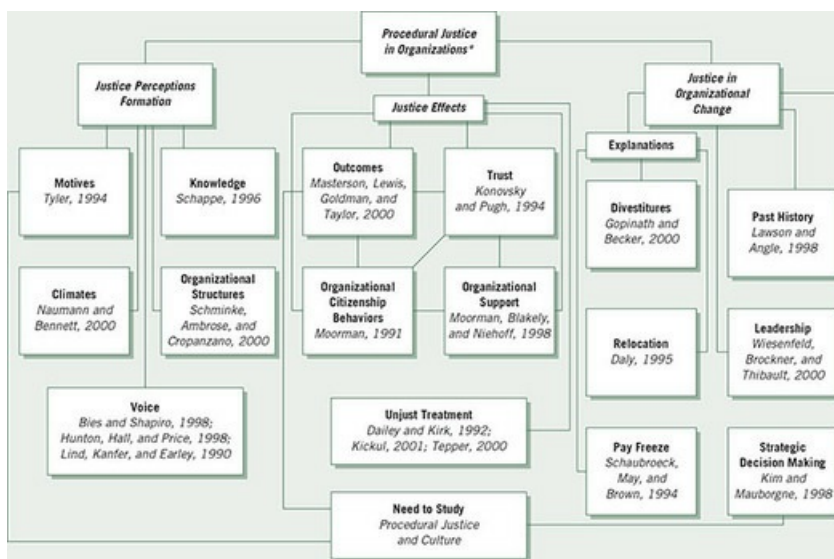 Procedural Justice
in Organizations*
Justice Perceptions
Formation
Justice Effects
Justice in
Organizational
Change
Explanations
Motives
Tyler, 1994
Knowledge
Schappe, 1996
Outcomes
Masterson, Lewis,
Goldman, and
Taylor, 2000
Trust
Konovsky
and Pugh, 1994
Divestitures
Gopinath and
Becker, 2000
Past History
Lawson and
Angle, 1998
Climates
Naumann and
Bennett, 2000
Organizational
Structures
Schminke,
Ambrose, and
Cropanzano, 2000
Organizational
Citizenship
Behaviors
Moorman, 1991
Organizational
Support
Moorman, Blakely,
and Niehoff, 1998
Relocation
Daly, 1995
Leadership
Wiesenfeld,
Brockner, and
Thibault, 2000
Voice
Bies and Shapiro, 1998;
Hunton, Hall, and Price, 1998;
Lind, Kanfer, and Earley, 1990
Unjust Treatment
Dailey and Kirk, 1992;
Kickul, 2001; Tepper, 2000
Pay Freeze
Schaubroeck,
May, and
Brown, 1994
Strategic
Decision Making
Kim and
Mauborgne, 1998
Need to Study
Procedural Justice
and Culture